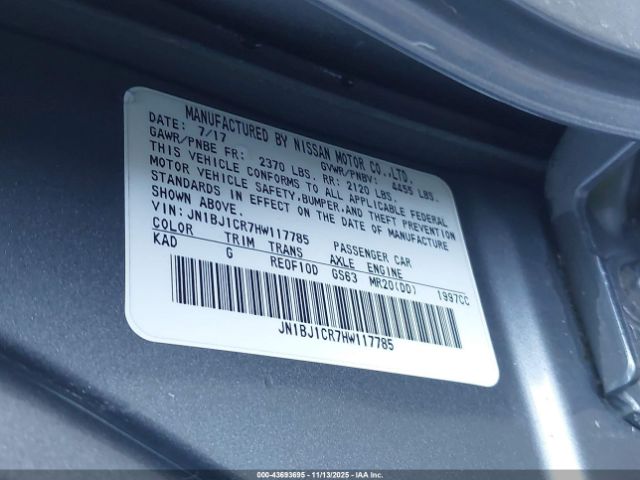 MANUFACTURED BY NISSAN MOTOR CO.,LTD.
DATE: 7/17 GVWR/PNBV: 4455 LBS.
GAWR/PNBE FR: 2370 LBS. RR: 2120 LBS.
THIS VEHICLE CONFORMS TO ALL APPLICABLE FEDERAL
MOTOR VEHICLE SAFETY,BUMPER,AND THEFT PREVENTION
STANDARDS IN EFFECT ON THE DATE OF MANUFACTURE
SHOWN ABOVE.
VIN: JN1BJ1CR7HW117785 PASSENGER CAR
COLOR TRIM TRANS AXLE ENGINE
KAD G RE0F10D GS63 MR20(DD) 1997CC
JN1BJ1CR7HW117785
00-43693695 - 11/13/2025 - COPYRIGHT IAA, LLC